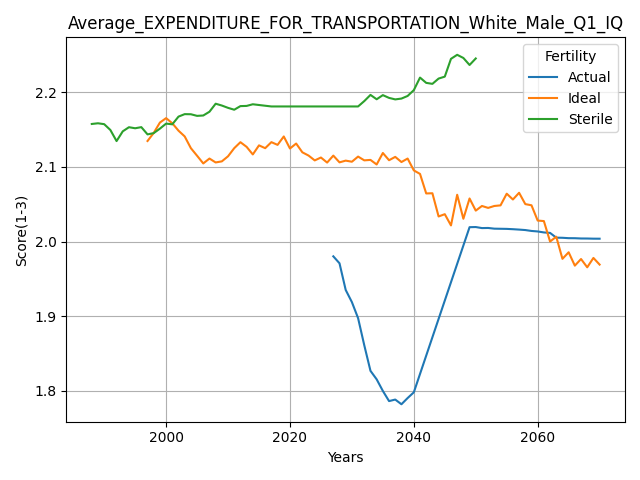 Average_EXPENDITURE_FOR_TRANSPORTATION_White_Male_Q1_IQ
Fertility
Actual
Ideal
Sterile
Score(1-3)
2.2
2.1
2.0
1.9
1.8
2000 2020 2040 2060
Years